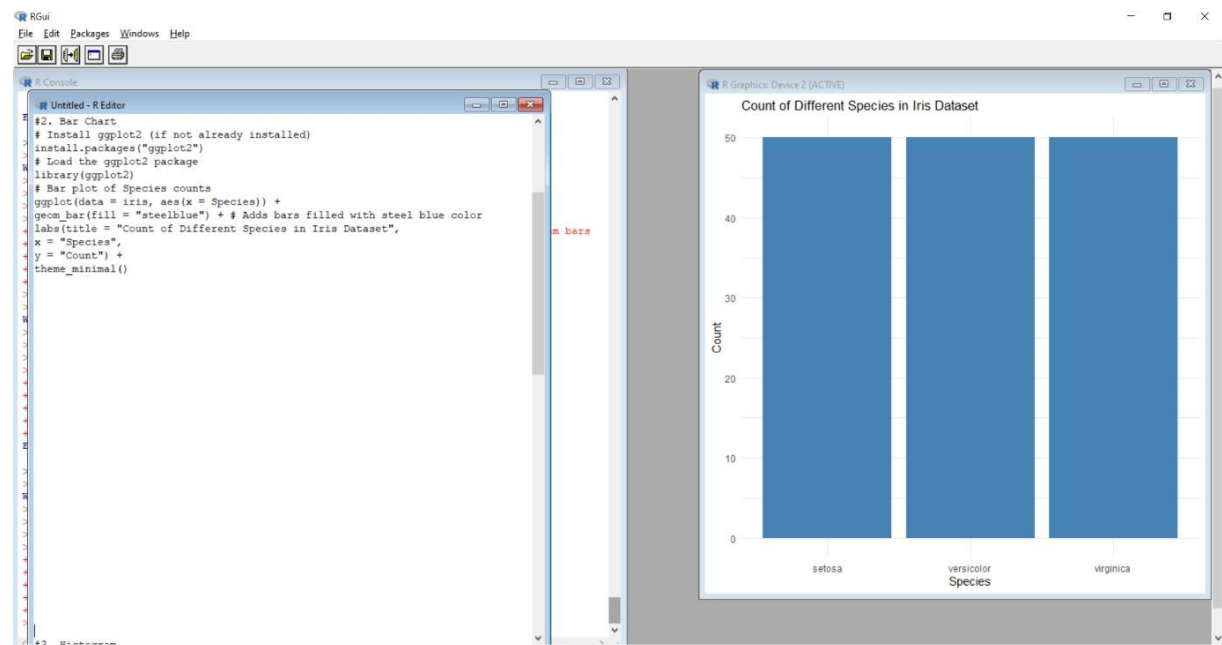 RGui
File Edit Packages Windows Help
R Console
Untitled - R Editor
#2. Bar Chart
# Install ggplot2 (if not already installed)
install.packages("ggplot2")
# Load the ggplot2 package
library(ggplot2)
# Bar plot of Species counts
ggplot(data = iris, aes(x = Species)) +
geom_bar(fill = "steelblue") + # Adds bars filled with steel blue color
labs(title = "Count of Different Species in Iris Dataset",
x = "Species",
y = "Count") +
theme_minimal()
bars
R Graphics: Device 2 (ACTIVE)
Count of Different Species in Iris Dataset
50
40
30
20
10
0
Count
setosa versicolor virginica
Species